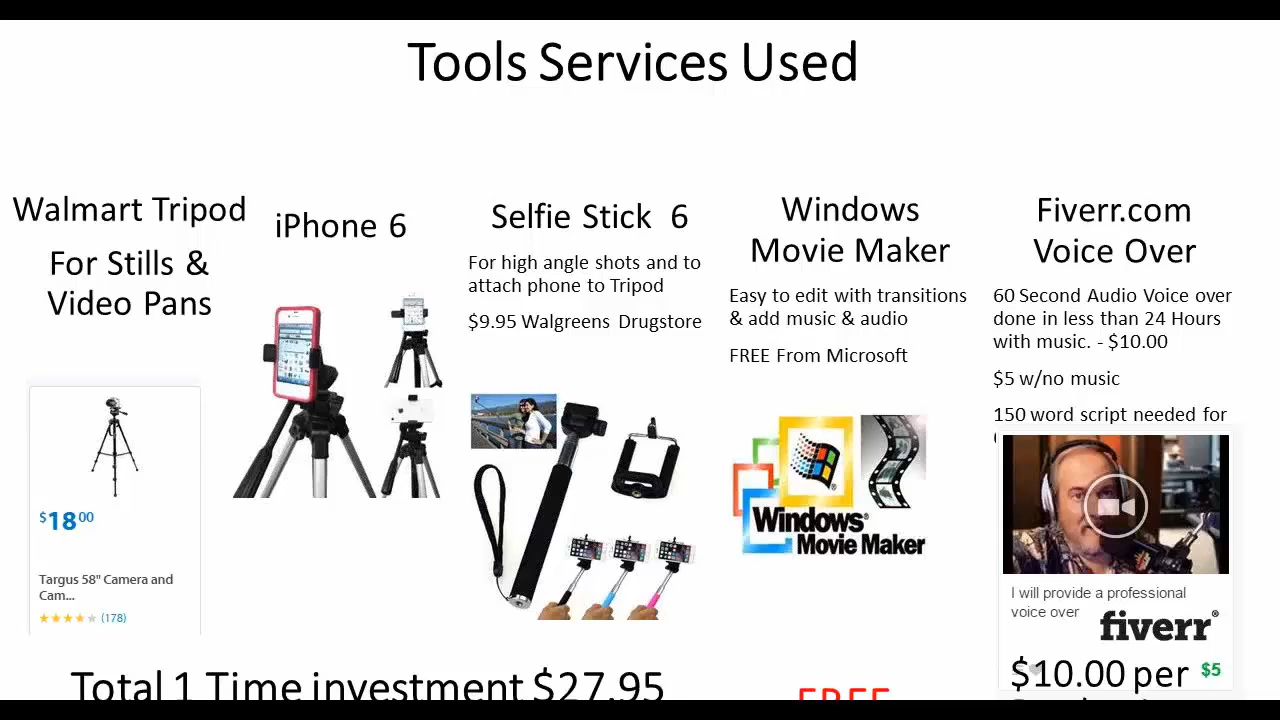 Tools Services Used
Walmart Tripod
For Stills &
Video Pans
$18.00
Targus 58" Camera and
Cam...
(178)
iPhone 6
Selfie Stick 6
For high angle shots and to
attach phone to Tripod
$9.95 Walgreens Drugstore
Windows
Movie Maker
Easy to edit with transitions
& add music & audio
FREE From Microsoft
Windows®
Movie Maker
Fiverr.com
Voice Over
60 Second Audio Voice over
done in less than 24 Hours
with music. - $10.00
$5 w/no music
150 word script needed for
I will provide a professional
voice over
fiverr®
$10.00 per
$5
Total 1 Time investment $27.95
FREE